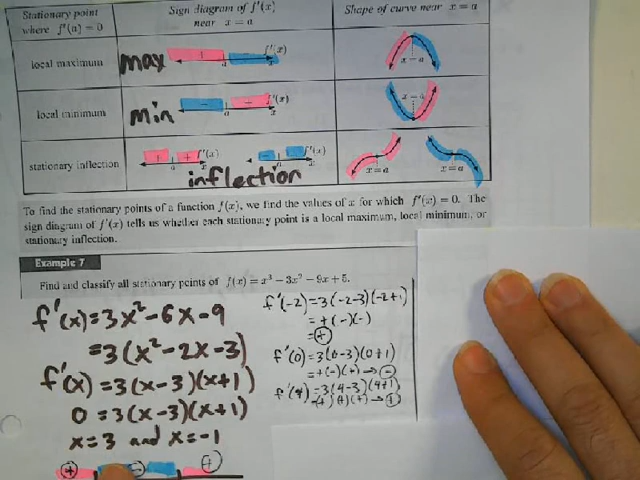 Stationary point Sign diagram of f'(x) Shape of curve near x = a
where f'(a) = 0 near x = a
local maximum max + - f'(x) a x x = a
local minimum min - + f'(x) a x x = a
stationary inflection + + f'(x) a x - - f'(x) a x x = a x = a
inflection
To find the stationary points of a function f(x), we find the values of x for which f'(x) = 0. The
sign diagram of f'(x) tells us whether each stationary point is a local maximum, local minimum, or
stationary inflection.
Example 7
Find and classify all stationary points of f(x) = x³ − 3x² − 9x + 5.
f'(x)=3x²-6x-9
=3(x²-2x-3)
f'(x)=3(x-3)(x+1)
0=3(x-3)(x+1)
x=3 and x=-1
+ - +
f'(-2)=3(-2-3)(-2+1)
=+(-)(-)
=+
f'(0)=3(0-3)(0+1)
=+(-)(+)→-
f'(4)=3(4-3)(4+1)
(+)(+)(+)→+